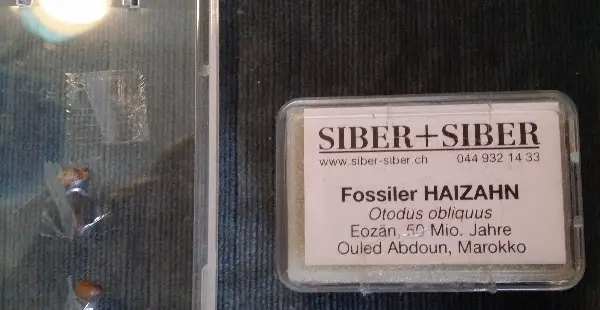 SIBER+SIBER
www.siber-siber.ch 044 932 14 33
Fossiler HAIZAHN
Otodus obliquus
Eozän, 50 Mio. Jahre
Ouled Abdoun, Marokko